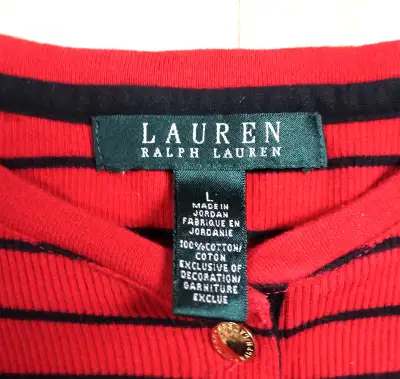 LAUREN
RALPH LAUREN
L
MADE IN
JORDAN
FABRIQUE EN
JORDANIE
100% COTTON/
COTON
EXCLUSIVE OF
DECORATION/
GARNITURE
EXCLUE